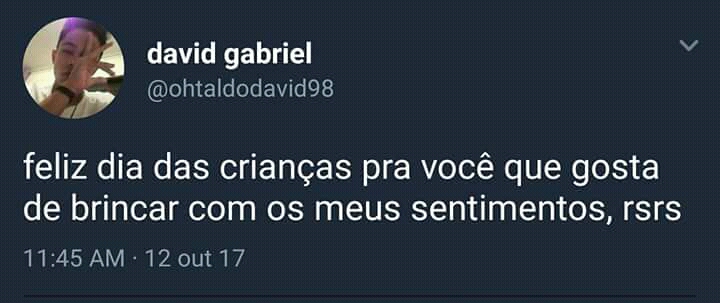 david gabriel
@ohtaldodavid98
feliz dia das crianças pra você que gosta
de brincar com os meus sentimentos, rsrs
11:45 AM · 12 out 17